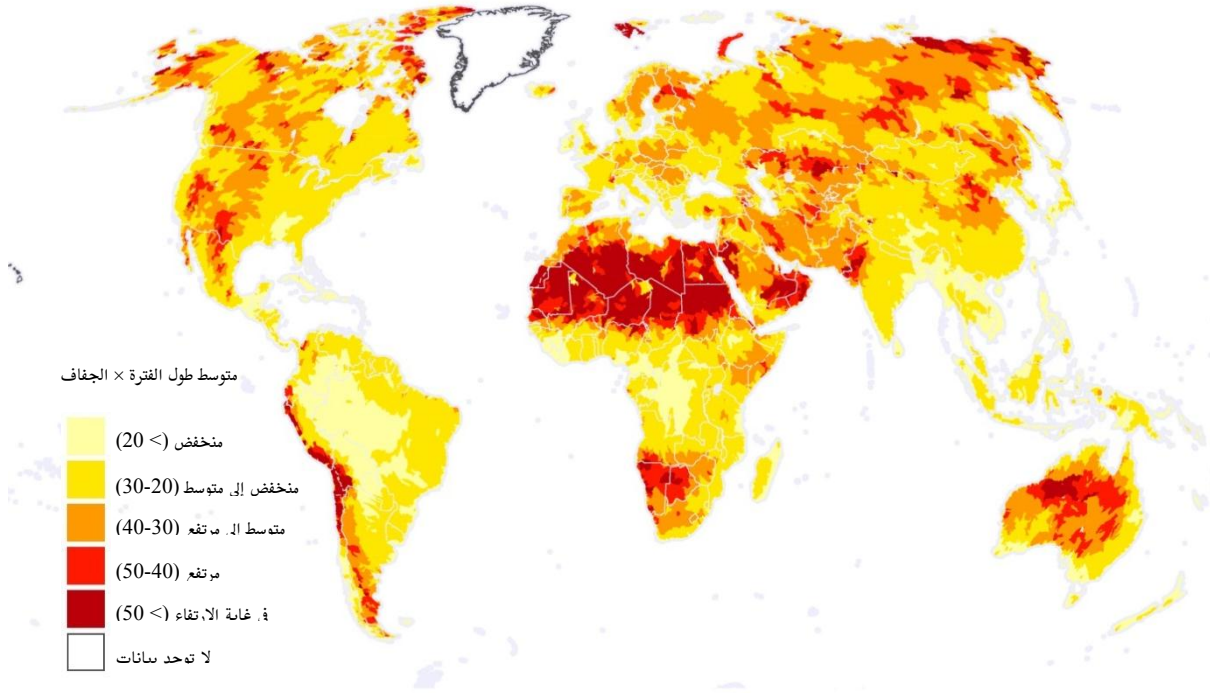 متوسط طول الفترة × الجفاف
منخفض (> 20)
منخفض إلى متوسط (20-30)
متوسط إلى مرتفع (30-40)
مرتفع (40-50)
في غاية الارتفاع (< 50)
لا توجد بيانات